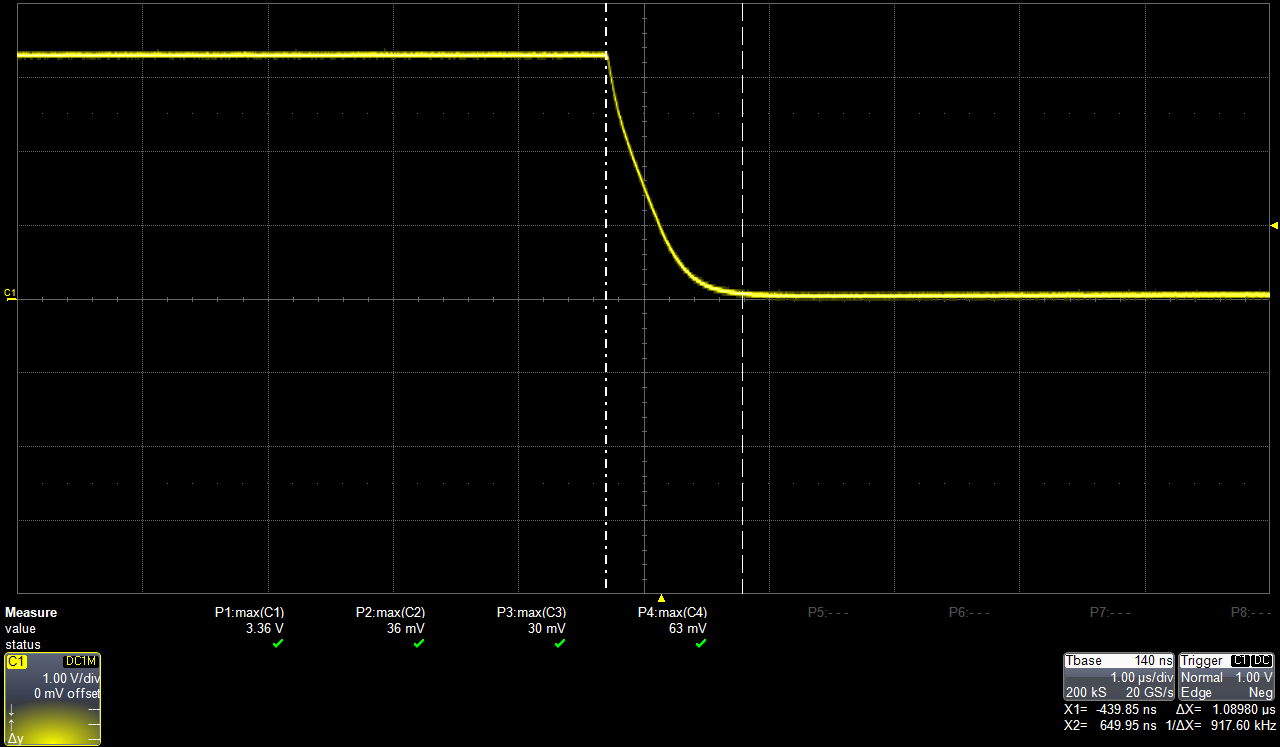 C1
Measure P1:max(C1) P2:max(C2) P3:max(C3) P4:max(C4) P5:- - - P6:- - - P7:- - - P8:- - -
value 3.36 V 36 mV 30 mV 63 mV
status
C1 DC1M
1.00 V/div
0 mV offset
---
---
Δy ---
Tbase 140 ns
1.00 µs/div
200 kS 20 GS/s
Trigger C1 DC
Normal 1.00 V
Edge Neg
X1= -439.85 ns ΔX= 1.08980 µs
X2= 649.95 ns 1/ΔX= 917.60 kHz